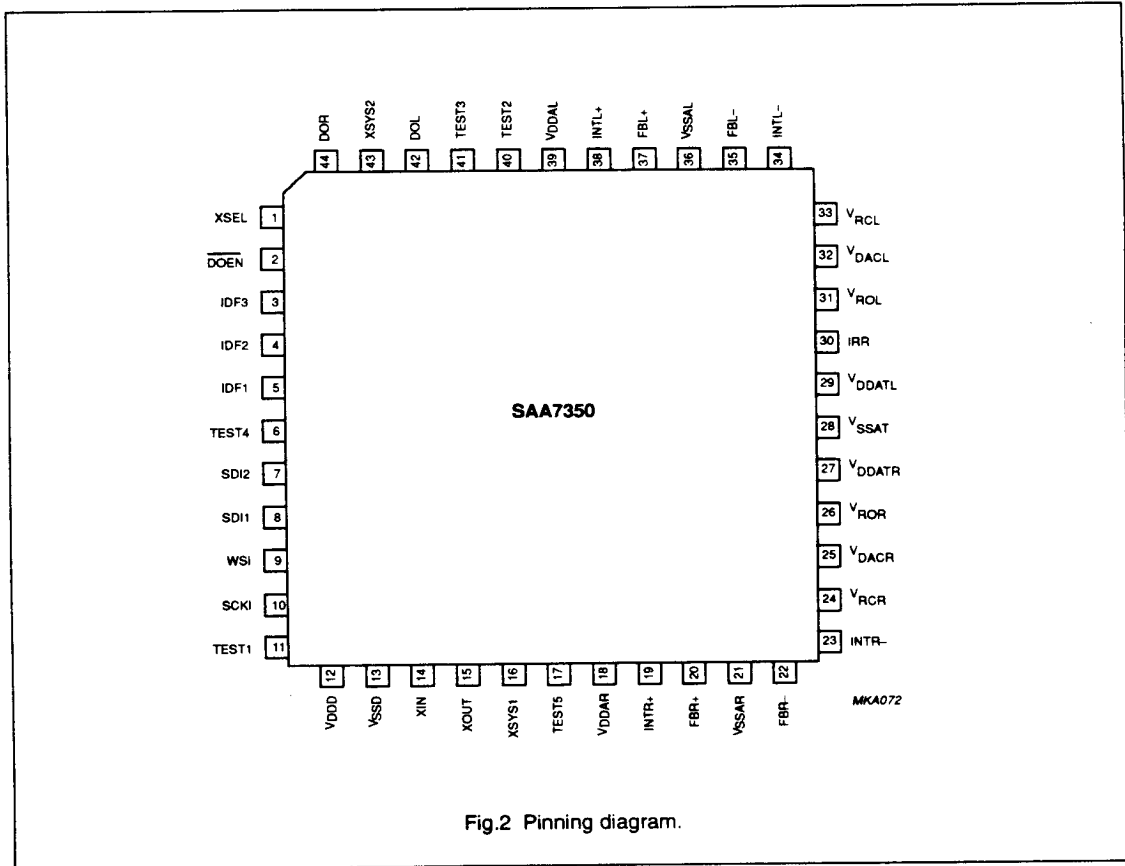 44 DOR
43 XSYS2
42 DOL
41 TEST3
40 TEST2
39 VDDAL
38 INTL+
37 FBL+
36 VSSAL
35 FBL–
34 INTL–
XSEL 1
DOEN 2
IDF3 3
IDF2 4
IDF1 5
TEST4 6
SDI2 7
SDI1 8
WSI 9
SCKI 10
TEST1 11
SAA7350
33 VRCL
32 VDACL
31 VROL
30 IRR
29 VDDATL
28 VSSAT
27 VDDATR
26 VROR
25 VDACR
24 VRCR
23 INTR–
12 VDDD
13 VSSD
14 XIN
15 XOUT
16 XSYS1
17 TEST5
18 VDDAR
19 INTR+
20 FBR+
21 VSSAR
22 FBR–
MKA072
Fig.2 Pinning diagram.